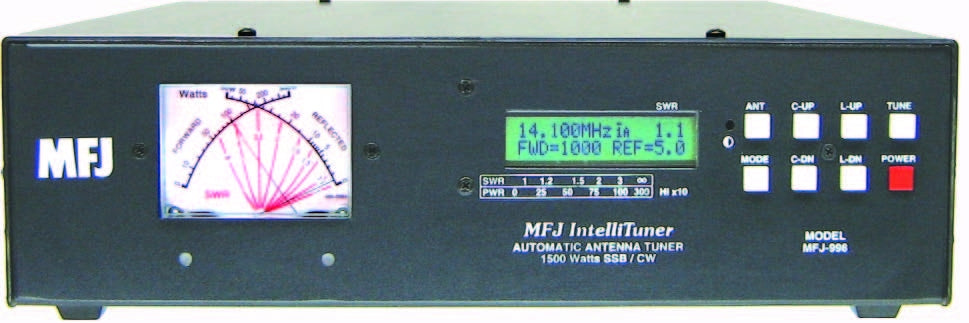 MFJ
Watts
FORWARD
REFLECTED
SWR
SWR
14.100MHz iA 1.1
FWD=1000 REF=5.0
SWR 1 1.2 1.5 2 3 ∞
PWR 0 25 50 75 100 300 Hi x10
MFJ IntelliTuner
AUTOMATIC ANTENNA TUNER
1500 Watts SSB / CW
ANT C-UP L-UP TUNE
MODE C-DN L-DN POWER
MODEL
MFJ-998